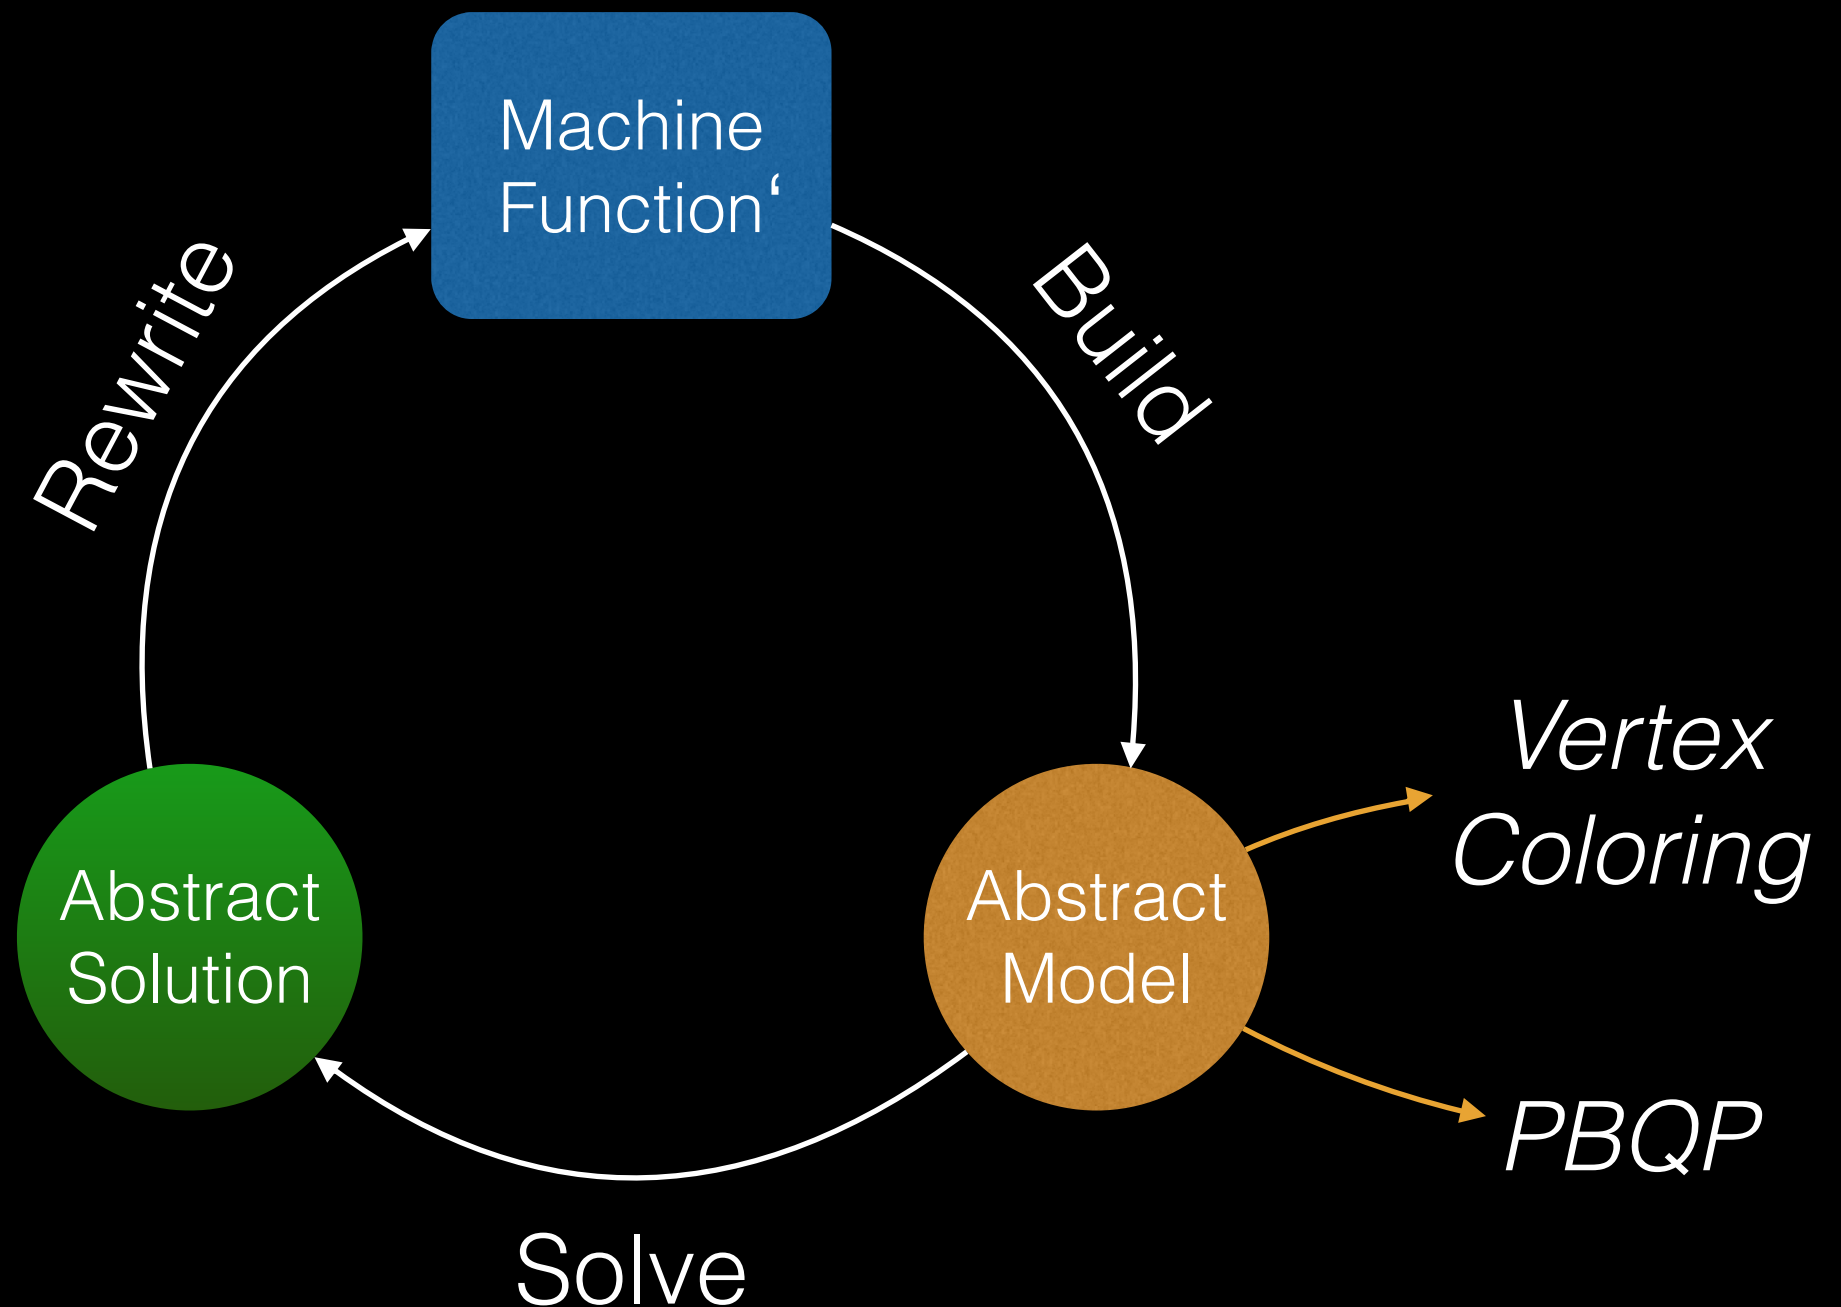 Machine
Function‘
Rewrite
Build
Vertex
Coloring
Abstract
Solution
Abstract
Model
PBQP
Solve